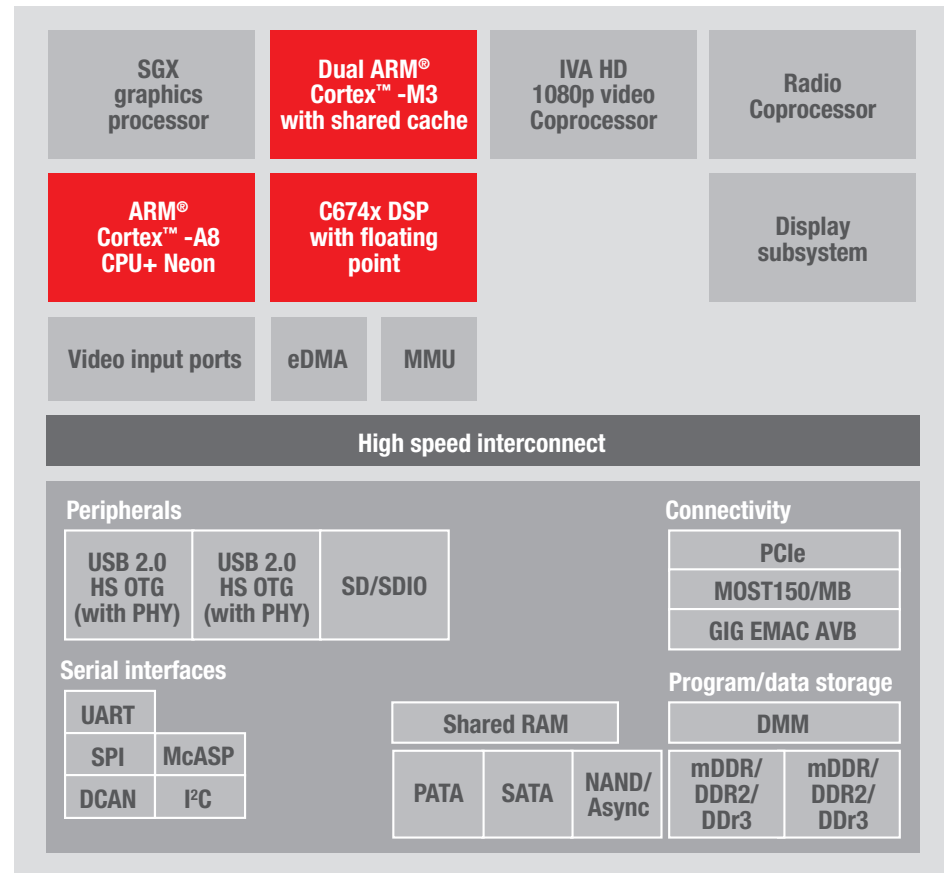 SGX
graphics
processor
Dual ARM®
Cortex™ -M3
with shared cache
IVA HD
1080p video
Coprocessor
Radio
Coprocessor
ARM®
Cortex™ -A8
CPU+ Neon
C674x DSP
with floating
point
Display
subsystem
Video input ports
eDMA
MMU
High speed interconnect
Peripherals
USB 2.0
HS OTG
(with PHY)
USB 2.0
HS OTG
(with PHY)
SD/SDIO
Connectivity
PCIe
MOST150/MB
GIG EMAC AVB
Serial interfaces
UART
SPI
McASP
DCAN
I²C
Shared RAM
PATA
SATA
NAND/
Async
Program/data storage
DMM
mDDR/
DDR2/
DDr3
mDDR/
DDR2/
DDr3